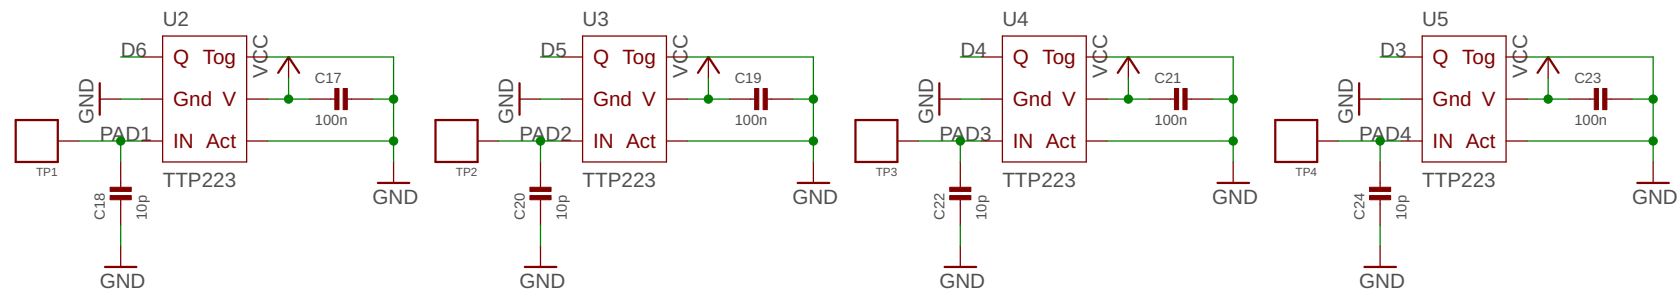 U2
D6
Q Tog
VCC
C17
GND
Gnd V
100n
PAD1
IN Act
TP1
TTP223
C18
10p
GND
GND
U3
D5
Q Tog
VCC
C19
GND
Gnd V
100n
PAD2
IN Act
TP2
TTP223
C20
10p
GND
GND
U4
D4
Q Tog
VCC
C21
GND
Gnd V
100n
PAD3
IN Act
TP3
TTP223
C22
10p
GND
GND
U5
D3
Q Tog
VCC
C23
GND
Gnd V
100n
PAD4
IN Act
TP4
TTP223
C24
10p
GND
GND